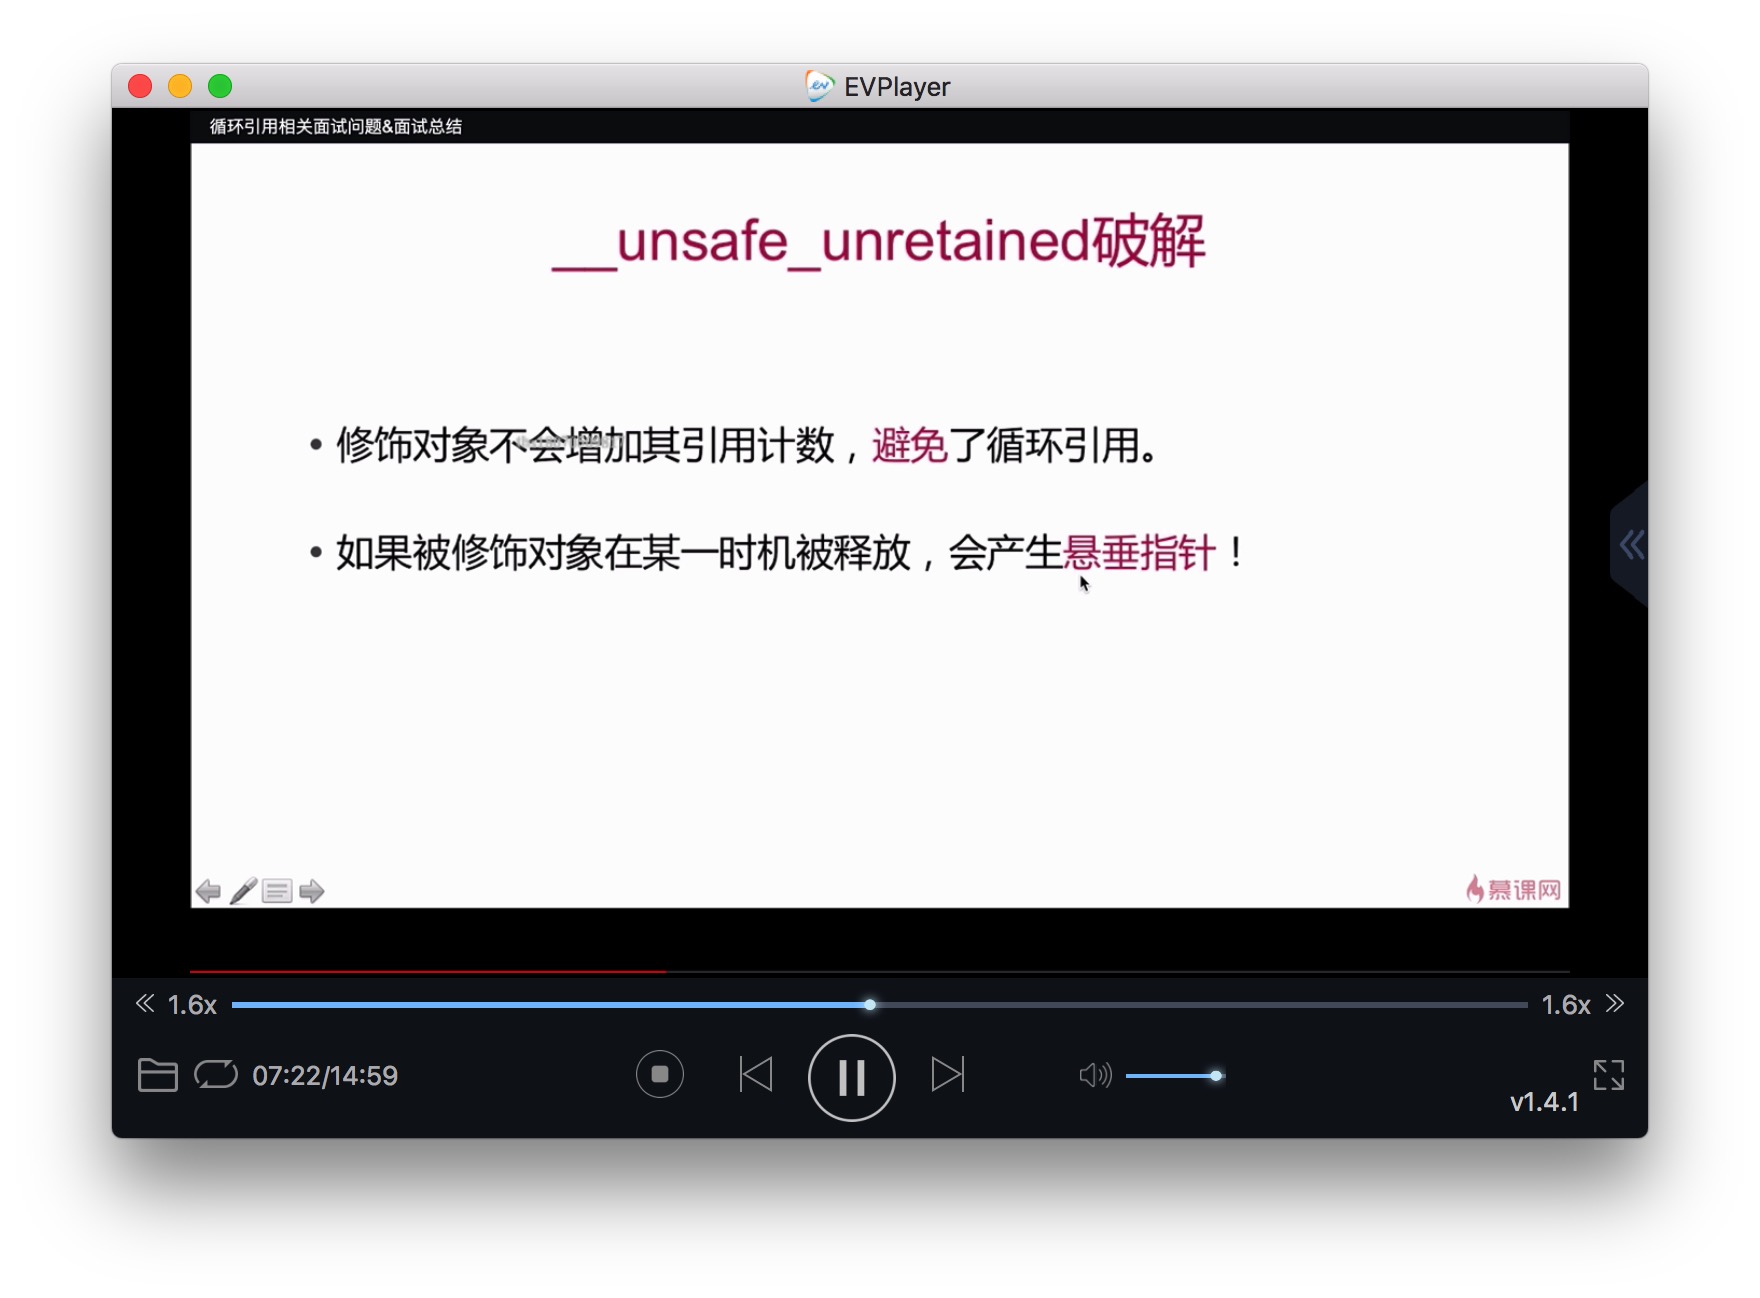 EVPlayer
循环引用相关面试问题&面试总结
__unsafe_unretained破解
• 修饰对象不会增加其引用计数，避免了循环引用。
• 如果被修饰对象在某一时机被释放，会产生悬垂指针！
慕课网
1.6x
1.6x
07:22/14:59
v1.4.1